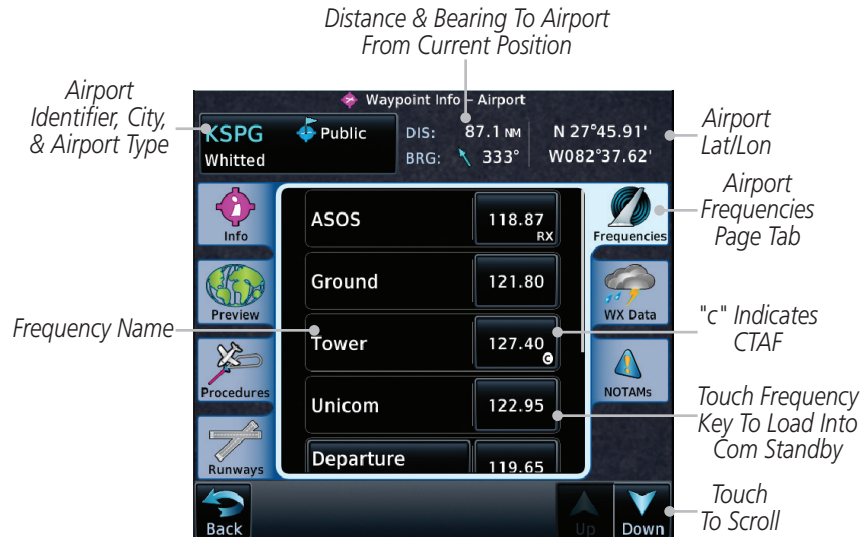 Distance & Bearing To Airport
From Current Position
Airport
Identifier, City,
& Airport Type
Waypoint Info – Airport
KSPG
Public
Whitted
DIS: 87.1 NM
BRG: 333°
N 27°45.91'
W082°37.62'
Airport
Lat/Lon
Airport
Frequencies
Page Tab
Info
ASOS
118.87
RX
Frequencies
Preview
Ground
121.80
WX Data
Frequency Name
Tower
127.40
C
"c" Indicates
CTAF
Procedures
NOTAMs
Unicom
122.95
Touch Frequency
Key To Load Into
Com Standby
Runways
Departure
119.65
Back
Up
Down
Touch
To Scroll